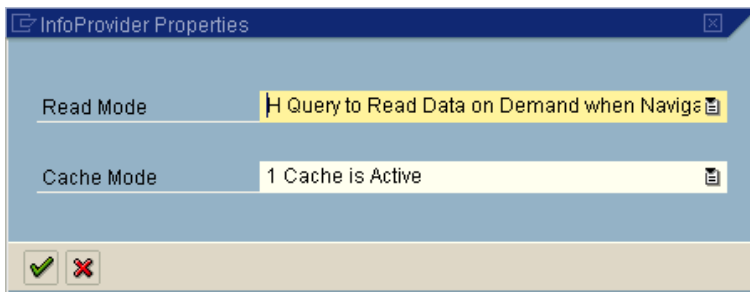 InfoProvider Properties
Read Mode H Query to Read Data on Demand when Naviga
Cache Mode 1 Cache is Active